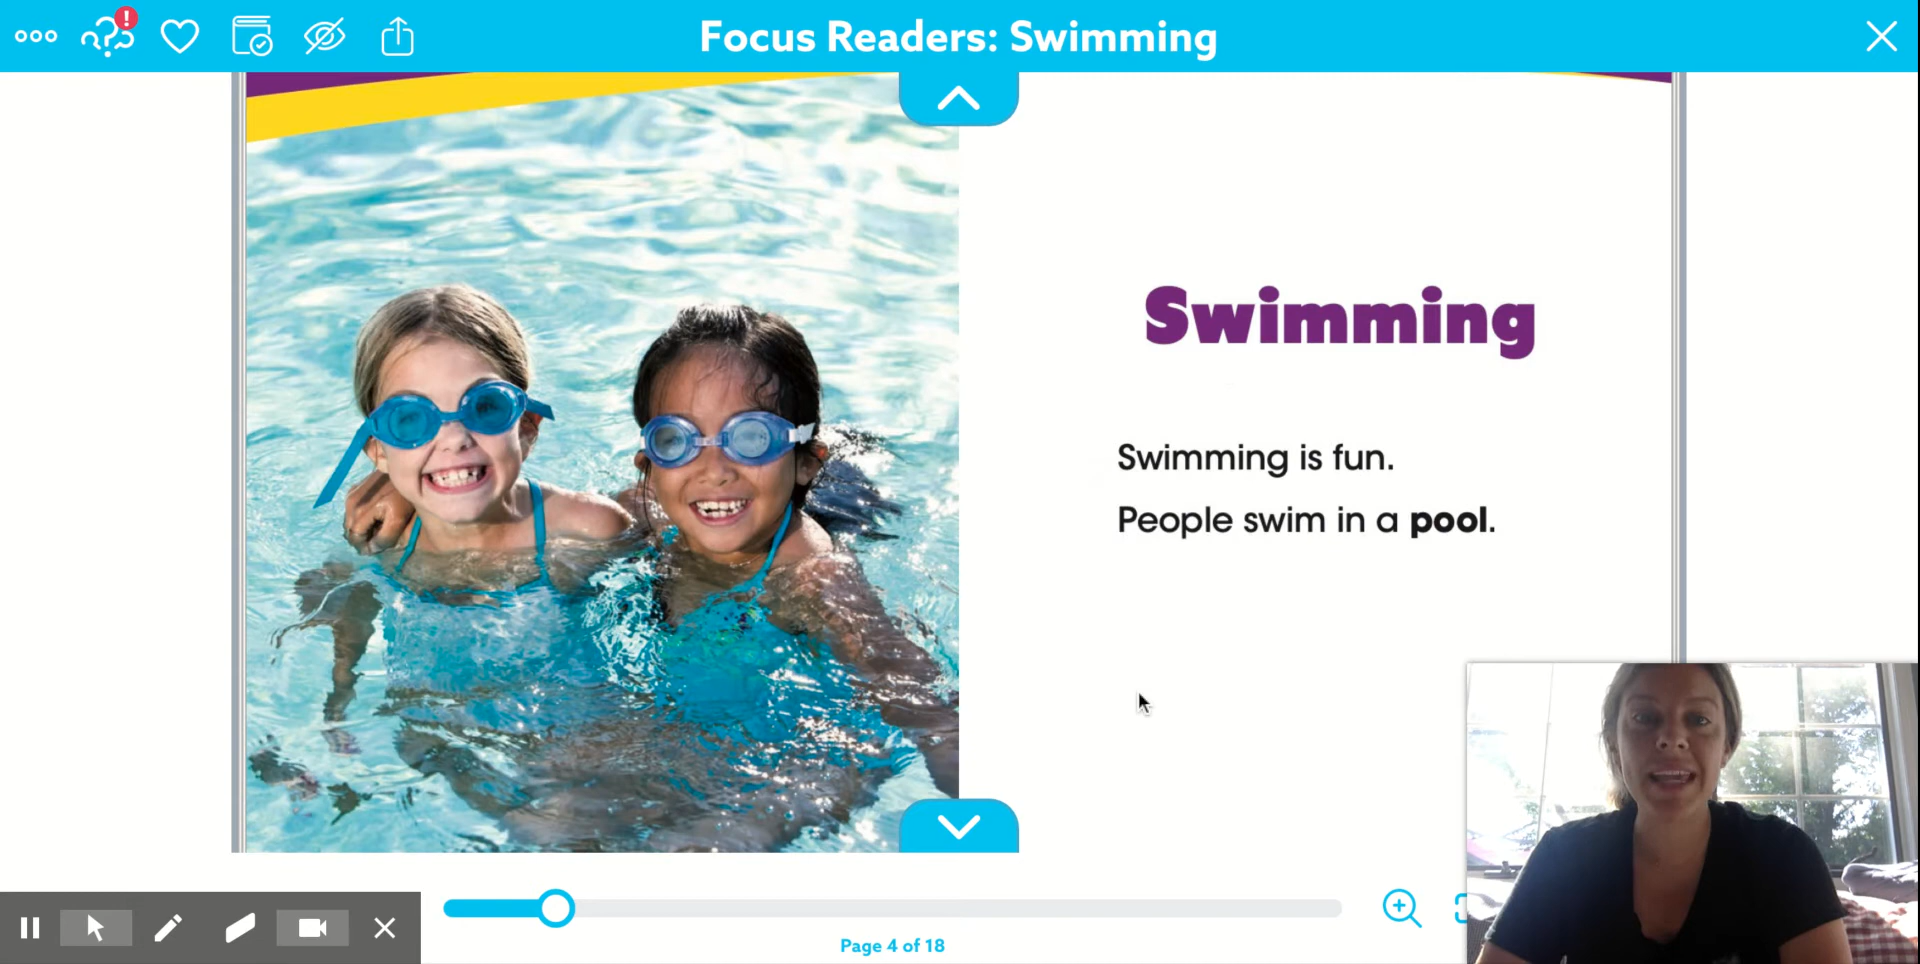 Focus Readers: Swimming
Swimming
Swimming is fun.
People swim in a pool.
Page 4 of 18